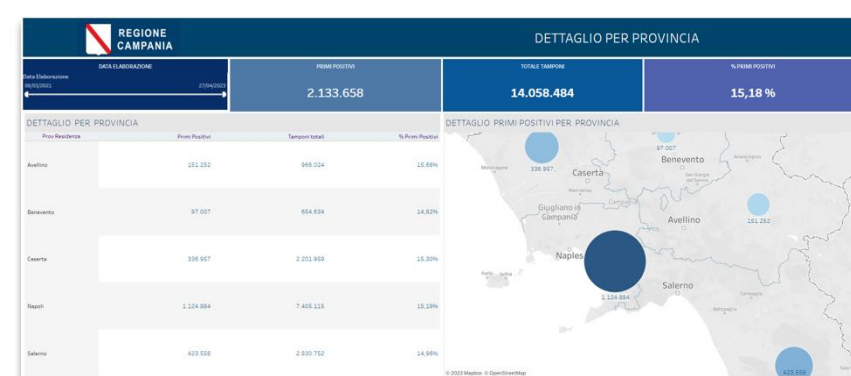 REGIONE
CAMPANIA
DETTAGLIO PER PROVINCIA
DATA ELABORAZIONE
Data Elaborazione
27/04/2023
PRIMI POSITIVI
2.133.658
TOTALE TAMPONI
14.058.484
% PRIMI POSITIVI
15,18 %
DETTAGLIO PER PROVINCIA
Prov Residenza Primi Positivi Tamponi totali % Primi Positivi
Avellino 151.252 966.024 15,66%
Benevento 97.007 654.634 14,82%
Caserta 336.957 2.201.959 15,30%
Napoli 1.124.884 7.405.115 15,19%
Salerno 423.558 2.830.752 14,96%
DETTAGLIO PRIMI POSITIVI PER PROVINCIA
97.007
336.957
Caserta
Benevento
Giugliano in
Campania
Avellino
151.252
Naples
Salerno
1.124.884
Battipaglia
423.558
© 2023 Mapbox © OpenStreetMap